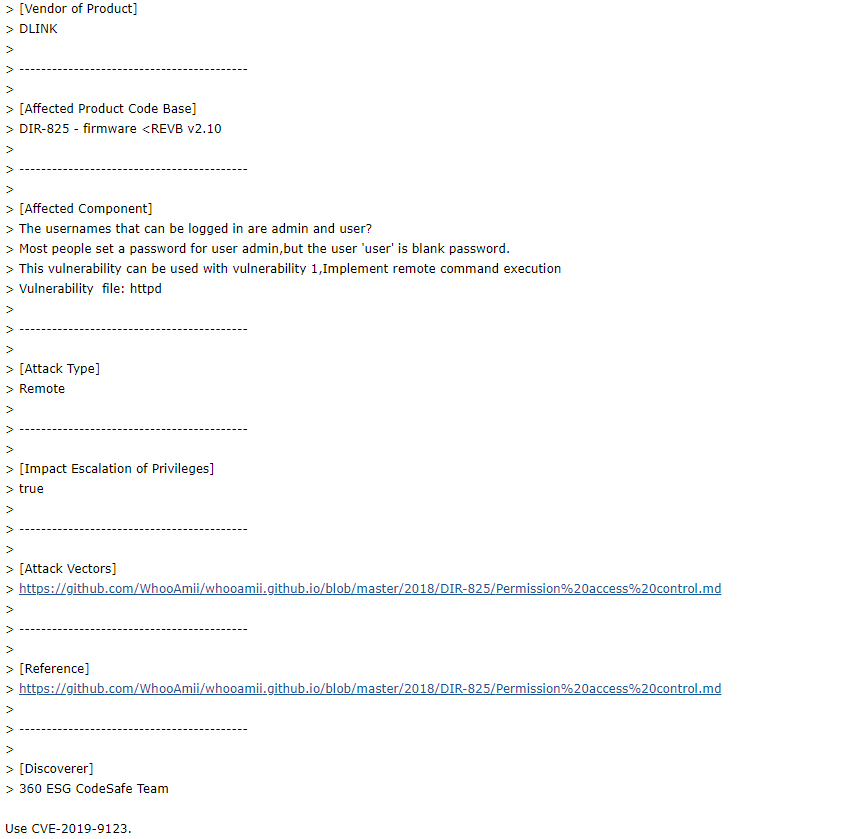 > [Vendor of Product]
> DLINK
>
> ------------------------------------------
>
> [Affected Product Code Base]
> DIR-825 - firmware <REVB v2.10
>
> ------------------------------------------
>
> [Affected Component]
> The usernames that can be logged in are admin and user?
> Most people set a password for user admin,but the user 'user' is blank password.
> This vulnerability can be used with vulnerability 1,Implement remote command execution
> Vulnerability  file: httpd
>
> ------------------------------------------
>
> [Attack Type]
> Remote
>
> ------------------------------------------
>
> [Impact Escalation of Privileges]
> true
>
> ------------------------------------------
>
> [Attack Vectors]
> https://github.com/WhooAmii/whooamii.github.io/blob/master/2018/DIR-825/Permission%20access%20control.md
>
> ------------------------------------------
>
> [Reference]
> https://github.com/WhooAmii/whooamii.github.io/blob/master/2018/DIR-825/Permission%20access%20control.md
>
> ------------------------------------------
>
> [Discoverer]
> 360 ESG CodeSafe Team

Use CVE-2019-9123.